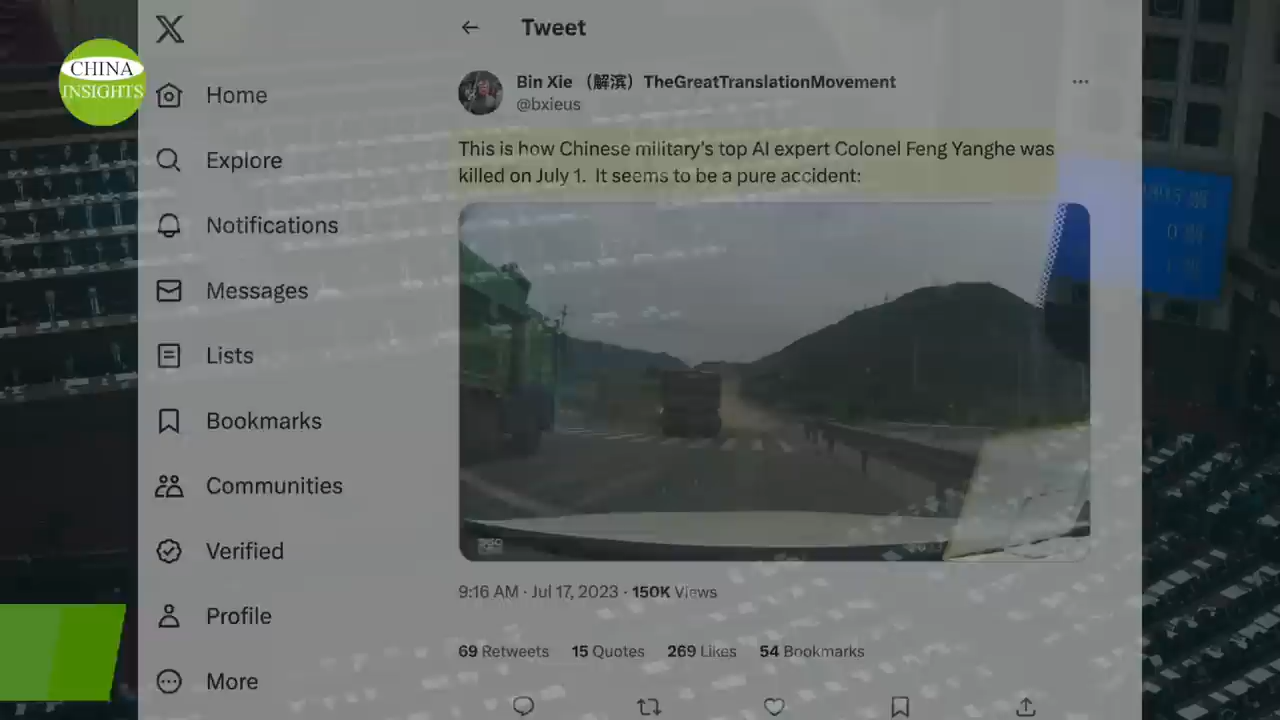 CHINA
INSIGHTS
Home
Explore
Notifications
Messages
Lists
Bookmarks
Communities
Verified
Profile
More
Tweet
Bin Xie （解滨）TheGreatTranslationMovement
@bxieus
This is how Chinese military's top AI expert Colonel Feng Yanghe was
killed on July 1. It seems to be a pure accident:
9:16 AM · Jul 17, 2023 · 150K Views
69 Retweets 15 Quotes 269 Likes 54 Bookmarks